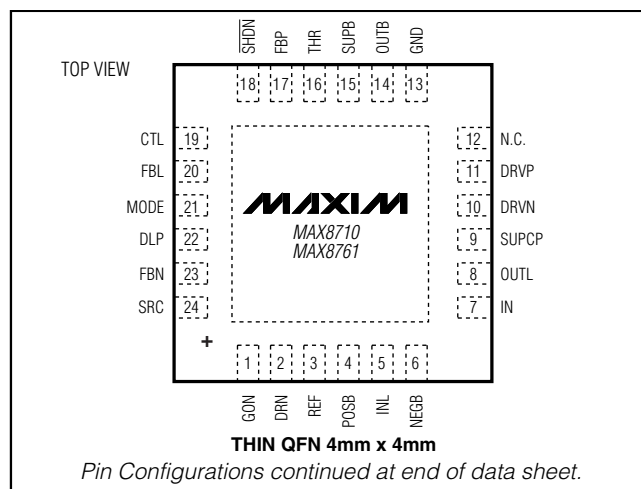 SHDN FBP THR SUPB OUTB GND
TOP VIEW
18 17 16 15 14 13
CTL 19 12 N.C.
FBL 20 11 DRVP
MODE 21 MAXIM 10 DRVN
DLP 22 MAX8710 9 SUPCP
MAX8761
FBN 23 8 OUTL
SRC 24 7 IN
+
1 2 3 4 5 6
GON DRN REF POSB INL NEGB
THIN QFN 4mm x 4mm
Pin Configurations continued at end of data sheet.